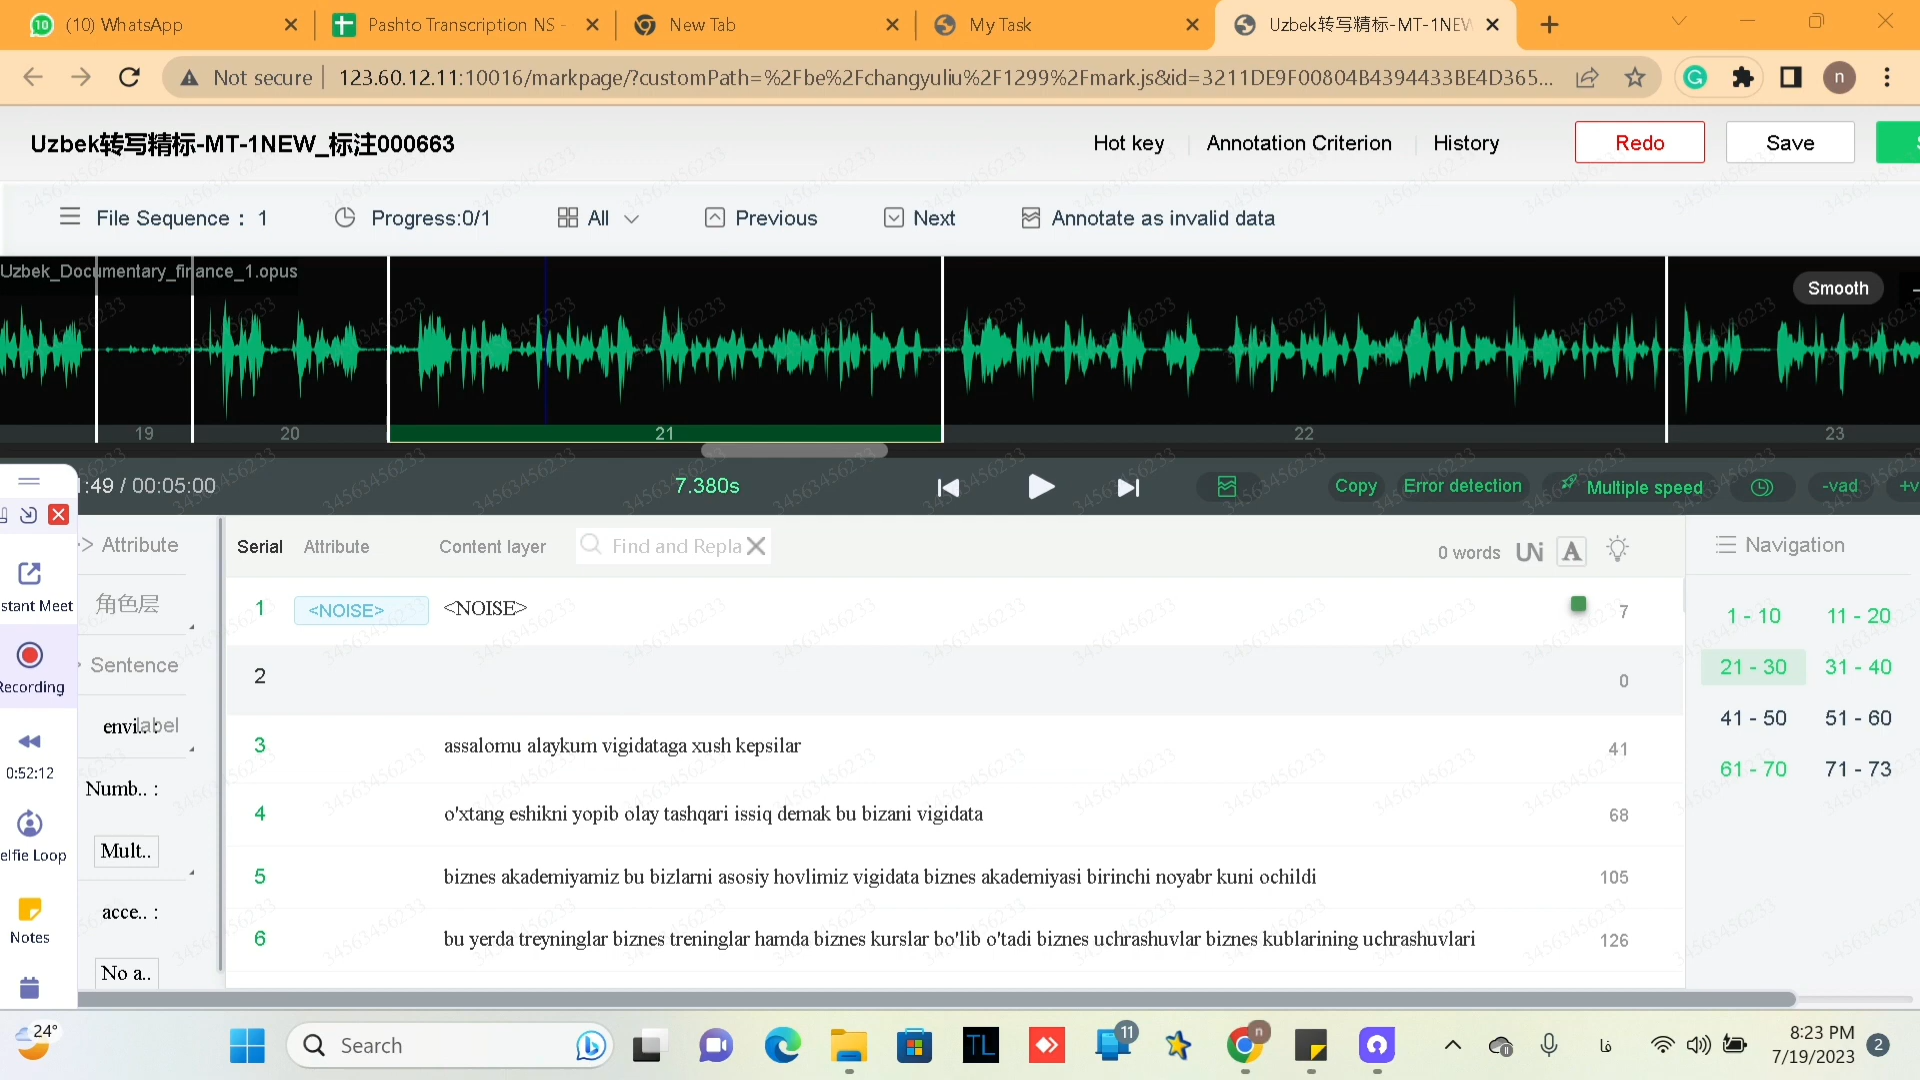 (10) WhatsApp
Pashto Transcription NS -
New Tab
My Task
Uzbek转写精标-MT-1NEW
Not secure
123.60.12.11:10016/markpage/?customPath=%2Fbe%2Fchangyuliu%2F1299%2Fmark.js&id=3211DE9F00804B4394433BE4D365...
Uzbek转写精标-MT-1NEW_标注000663
Hot key
Annotation Criterion
History
Redo
Save
File Sequence : 1
Progress:0/1
All
Previous
Next
Annotate as invalid data
Uzbek_Documentary_finance_1.opus
Smooth
19
20
21
22
23
1:49 / 00:05:00
7.380s
Copy
Error detection
Multiple speed
-vad
+v
Attribute
角色层
Sentence
envi.. :
label
Numb.. :
Mult..
acce.. :
No a..
stant Meet
Recording
0:52:12
elfie Loop
Notes
Serial
Attribute
Content layer
Find and Repla
0 words
UNi
A
Navigation
1
<NOISE>
<NOISE>
7
2
0
3
assalomu alaykum vigidataga xush kepsilar
41
4
o'xtang eshikni yopib olay tashqari issiq demak bu bizani vigidata
68
5
biznes akademiyamiz bu bizlarni asosiy hovlimiz vigidata biznes akademiyasi birinchi noyabr kuni ochildi
105
6
bu yerda treyninglar biznes treninglar hamda biznes kurslar bo'lib o'tadi biznes uchrashuvlar biznes kublarining uchrashuvlari
126
1 - 10
11 - 20
21 - 30
31 - 40
41 - 50
51 - 60
61 - 70
71 - 73
34563456233
24°
Search
TL
11
n
فا
8:23 PM
7/19/2023
2